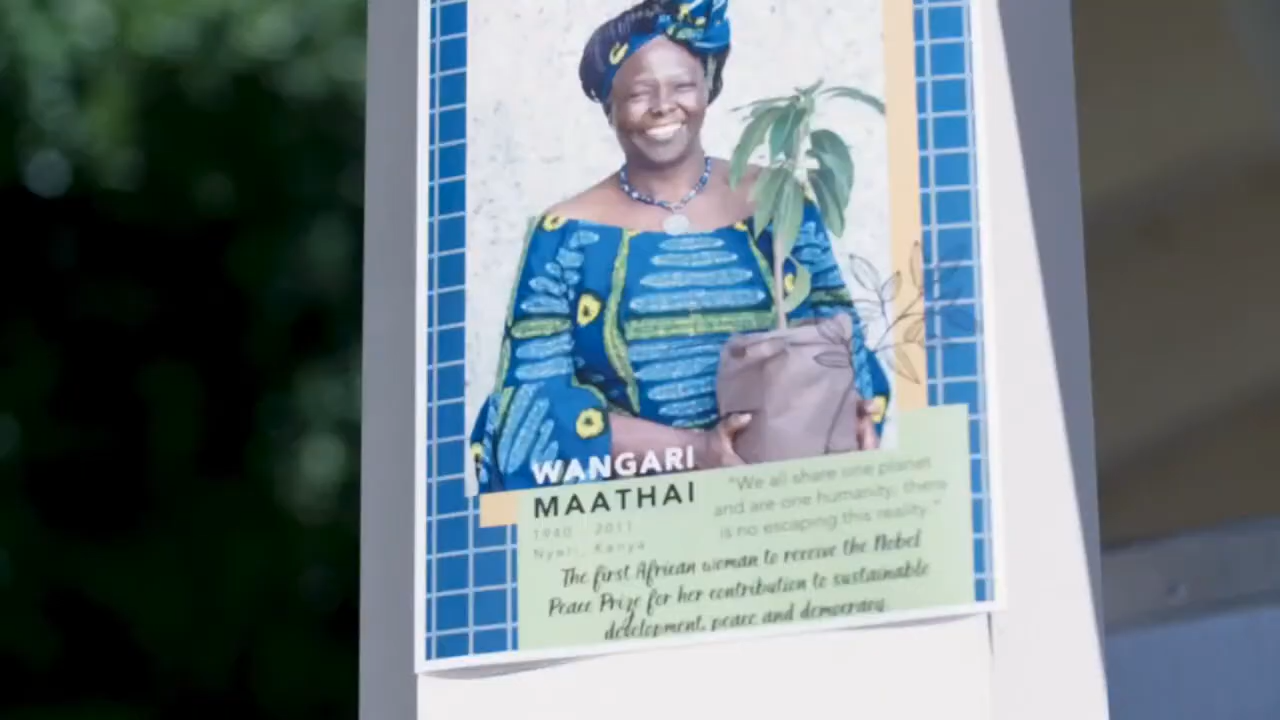 WANGARI
MAATHAI
1940 2011
Nyeri, Kenya
"We all share one planet
and are one humanity; there
is no escaping this reality."
The first African woman to receive the Nobel
Peace Prize for her contribution to sustainable
development, peace and democracy